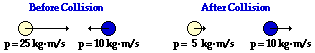 Before Collision
After Collision
p = 25 kg·m/s
p = 10 kg·m/s
p = 5 kg·m/s
p = 10 kg·m/s